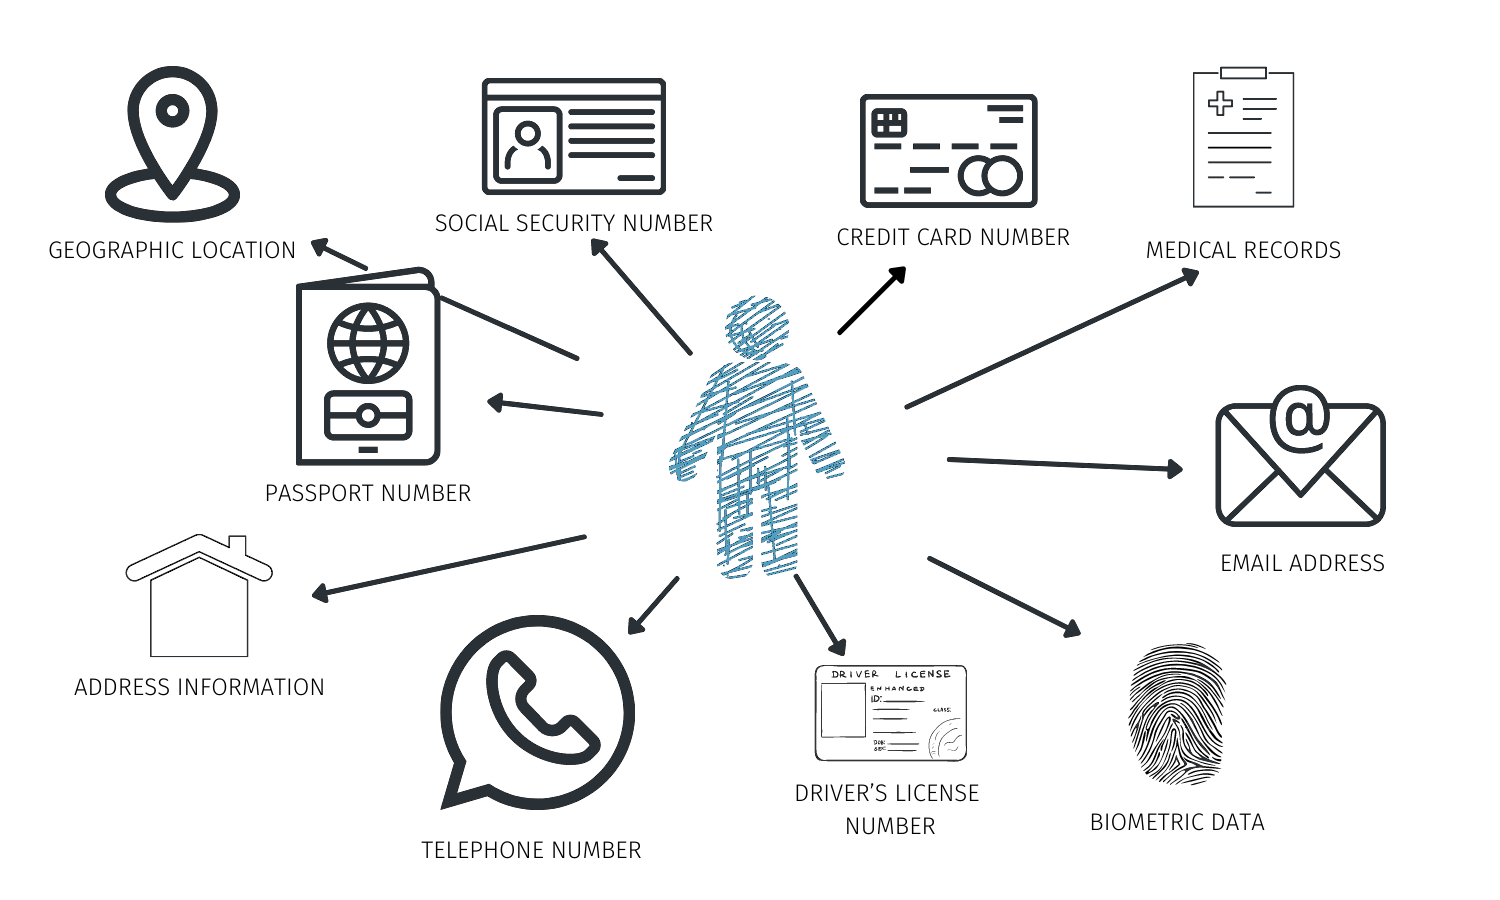 SOCIAL SECURITY NUMBER
CREDIT CARD NUMBER
GEOGRAPHIC LOCATION
MEDICAL RECORDS
@
PASSPORT NUMBER
EMAIL ADDRESS
ADDRESS INFORMATION
DRIVER LICENSE
ENHANCED
ID:
CLASS:
DOB:
SEX:
DRIVER’S LICENSE
NUMBER
BIOMETRIC DATA
TELEPHONE NUMBER